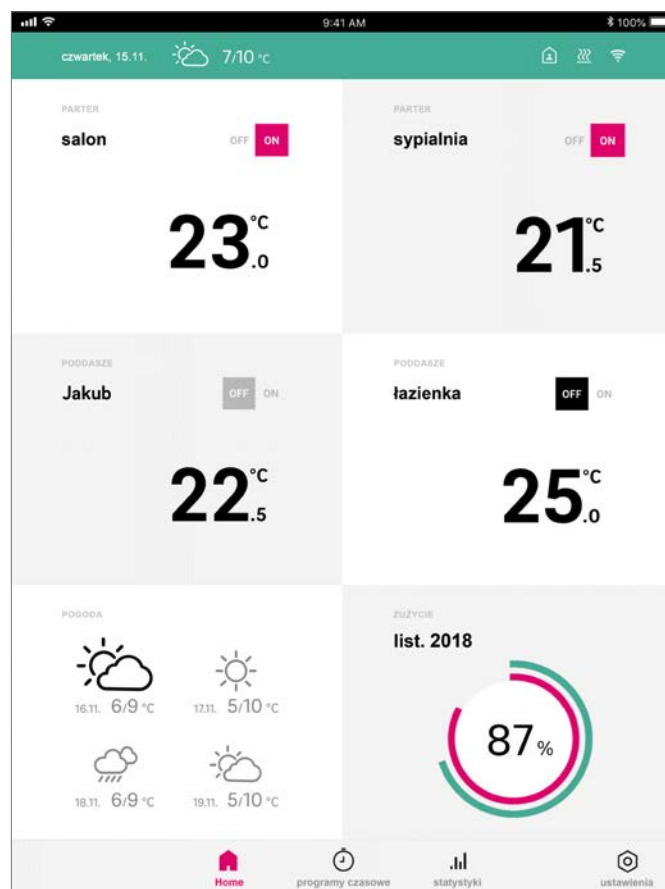 9:41 AM 100%
czwartek, 15.11. 7/10 °C
PARTER
salon OFF ON
23.0 °C
PARTER
sypialnia OFF ON
21.5 °C
PODDASZE
Jakub OFF ON
22.5 °C
PODDASZE
łazienka OFF ON
25.0 °C
POGODA
16.11. 6/9 °C 17.11. 5/10 °C
18.11. 6/9 °C 19.11. 5/10 °C
ZUŻYCIE
list. 2018
87%
Home programy czasowe statystyki ustawienia